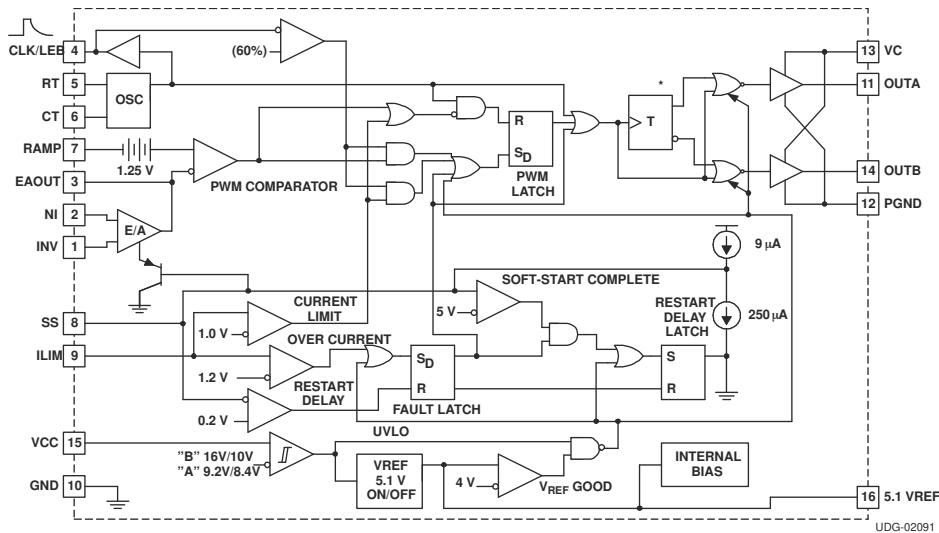 CLK/LEB 4
(60%)
13 VC
RT 5
OSC
*
11 OUTA
CT 6
R
T
RAMP 7
1.25 V
SD
EAOUT 3
PWM COMPARATOR
PWM
LATCH
14 OUTB
NI 2
12 PGND
E/A
INV 1
9 µA
SOFT-START COMPLETE
SS 8
CURRENT
LIMIT
5 V
RESTART
DELAY
LATCH
250 µA
1.0 V
OVER CURRENT
ILIM 9
SD
S
1.2 V
RESTART
DELAY
R
R
FAULT LATCH
0.2 V
UVLO
VCC 15
"B" 16V/10V
"A" 9.2V/8.4V
VREF
5.1 V
ON/OFF
INTERNAL
BIAS
4 V
VREF GOOD
GND 10
16 5.1 VREF
UDG-02091